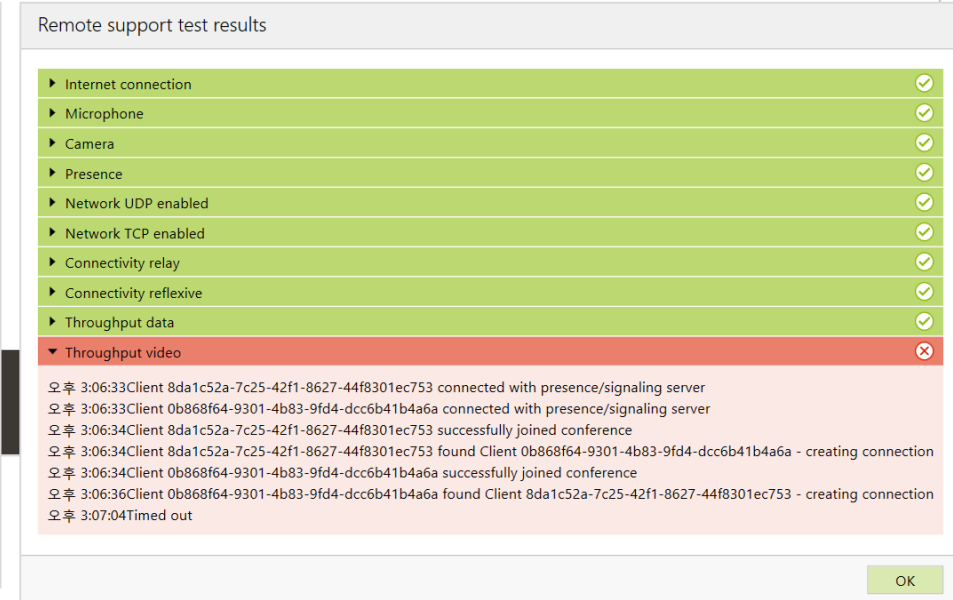 Remote support test results
Internet connection
Microphone
Camera
Presence
Network UDP enabled
Network TCP enabled
Connectivity relay
Connectivity reflexive
Throughput data
Throughput video
오후 3:06:33Client 8da1c52a-7c25-42f1-8627-44f8301ec753 connected with presence/signaling server
오후 3:06:33Client 0b868f64-9301-4b83-9fd4-dcc6b41b4a6a connected with presence/signaling server
오후 3:06:34Client 8da1c52a-7c25-42f1-8627-44f8301ec753 successfully joined conference
오후 3:06:34Client 8da1c52a-7c25-42f1-8627-44f8301ec753 found Client 0b868f64-9301-4b83-9fd4-dcc6b41b4a6a - creating connection
오후 3:06:34Client 0b868f64-9301-4b83-9fd4-dcc6b41b4a6a successfully joined conference
오후 3:06:36Client 0b868f64-9301-4b83-9fd4-dcc6b41b4a6a found Client 8da1c52a-7c25-42f1-8627-44f8301ec753 - creating connection
오후 3:07:04Timed out
OK